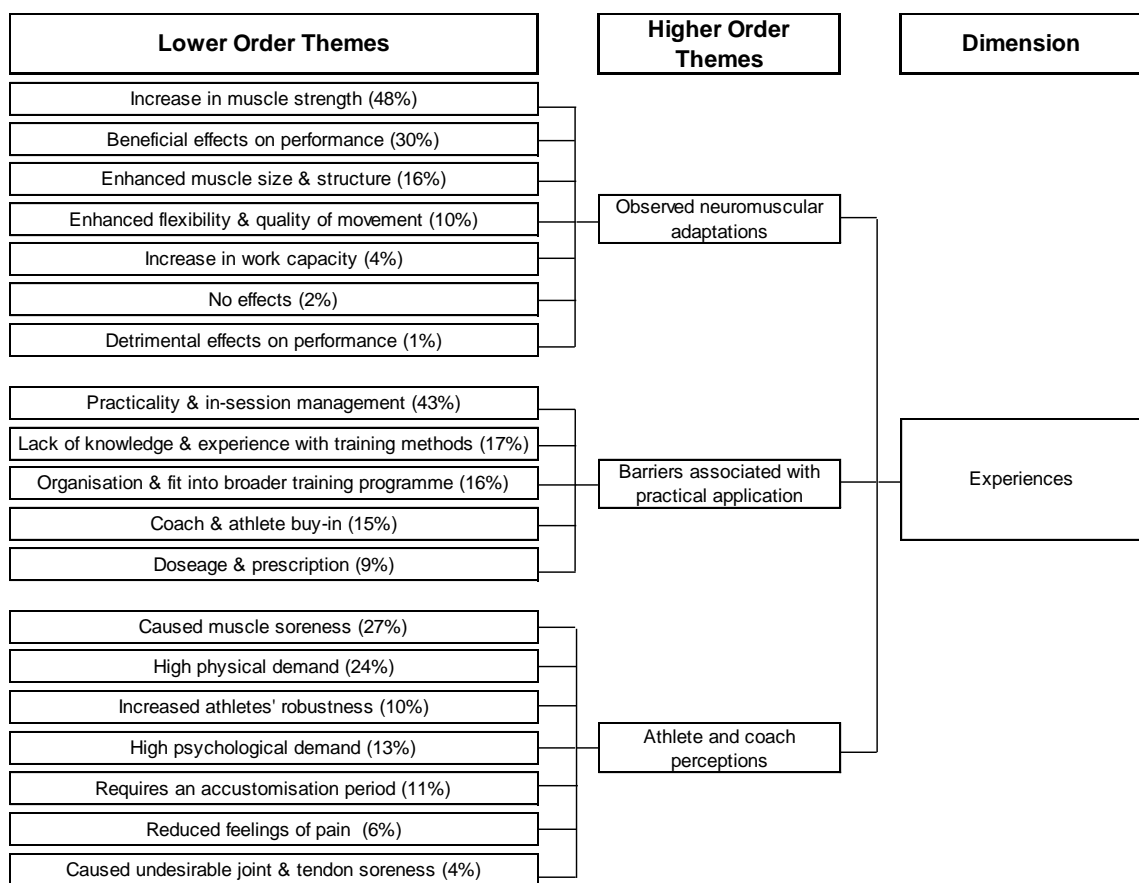 Lower Order Themes
Higher Order
Themes
Dimension
Increase in muscle strength (48%)
Beneficial effects on performance (30%)
Enhanced muscle size & structure (16%)
Enhanced flexibility & quality of movement (10%)
Increase in work capacity (4%)
No effects (2%)
Detrimental effects on performance (1%)
Observed neuromuscular
adaptations
Practicality & in-session management (43%)
Lack of knowledge & experience with training methods (17%)
Organisation & fit into broader training programme (16%)
Coach & athlete buy-in (15%)
Doseage & prescription (9%)
Barriers associated with
practical application
Experiences
Caused muscle soreness (27%)
High physical demand (24%)
Increased athletes' robustness (10%)
High psychological demand (13%)
Requires an accustomisation period (11%)
Reduced feelings of pain (6%)
Caused undesirable joint & tendon soreness (4%)
Athlete and coach
perceptions